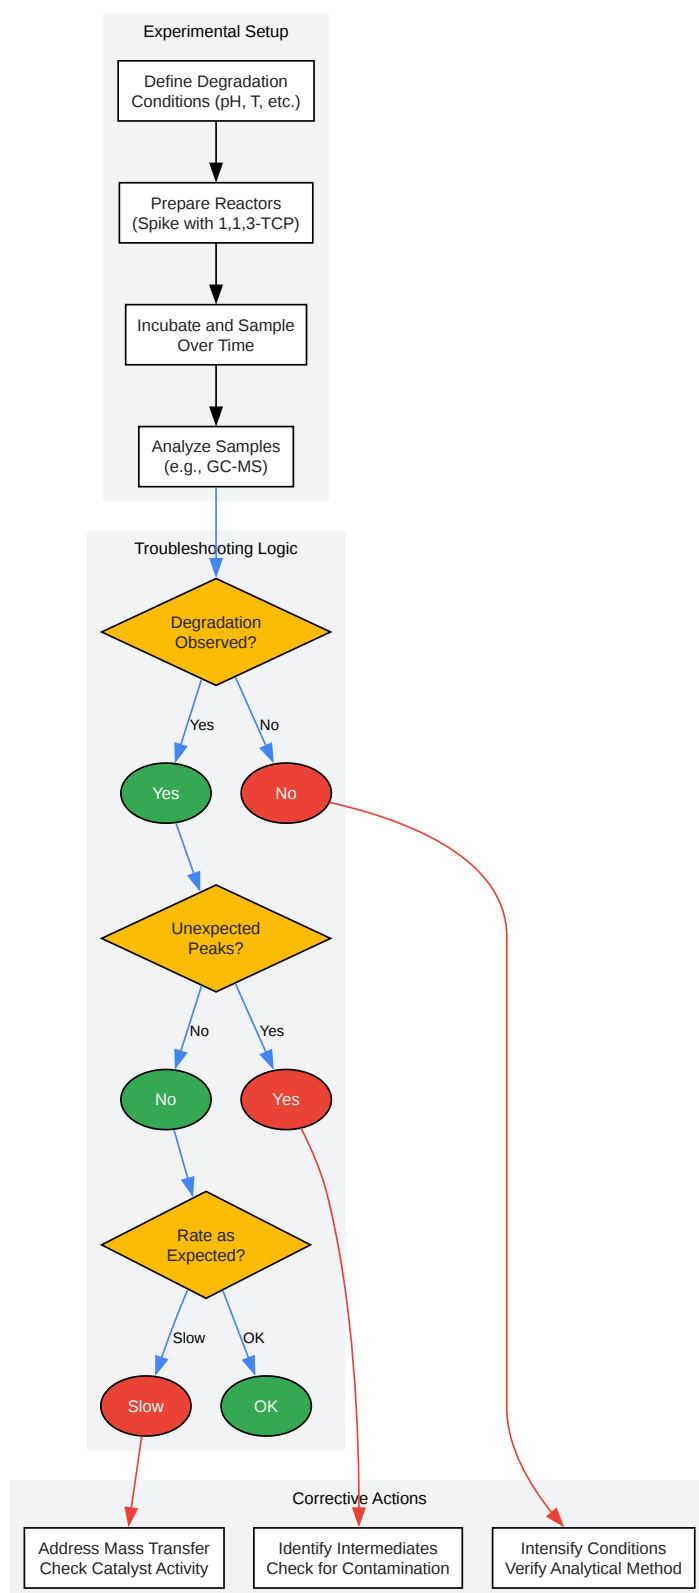 Experimental Setup
Define Degradation
Conditions (pH, T, etc.)
Prepare Reactors
(Spike with 1,1,3-TCP)
Incubate and Sample
Over Time
Analyze Samples
(e.g., GC-MS)
Troubleshooting Logic
Degradation
Observed?
Yes
No
Yes
No
Unexpected
Peaks?
No
Yes
No
Yes
Rate as
Expected?
Slow
OK
Slow
OK
Corrective Actions
Address Mass Transfer
Check Catalyst Activity
Identify Intermediates
Check for Contamination
Intensify Conditions
Verify Analytical Method